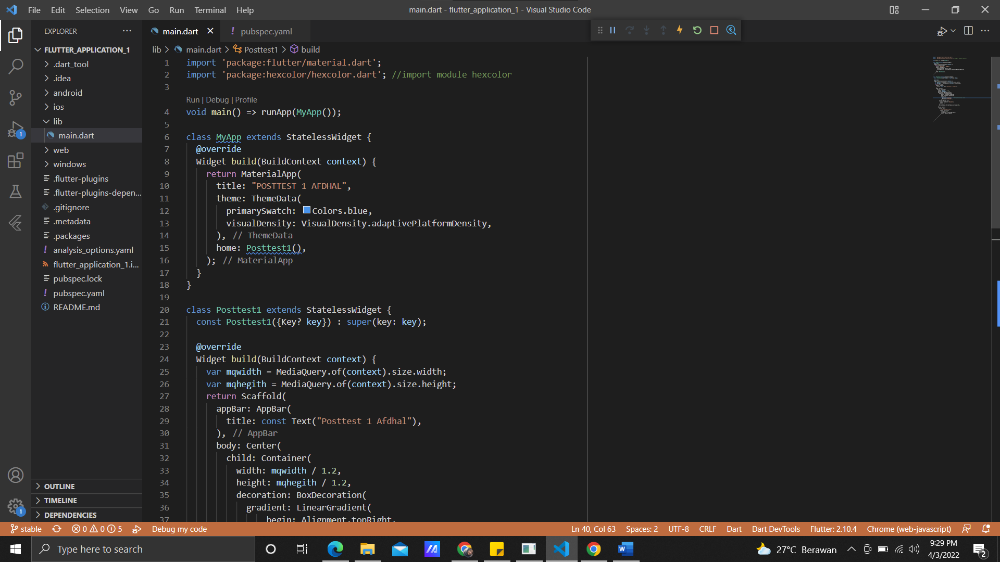 File Edit Selection View Go Run Terminal Help
main.dart - flutter_application_1 - Visual Studio Code
EXPLORER
FLUTTER_APPLICATION_1
.dart_tool
.idea
android
ios
lib
main.dart
web
windows
.flutter-plugins
.flutter-plugins-depen...
.gitignore
.metadata
.packages
analysis_options.yaml
flutter_application_1.i...
pubspec.lock
pubspec.yaml
README.md
OUTLINE
TIMELINE
DEPENDENCIES
1
1
main.dart
pubspec.yaml
lib > main.dart > Posttest1 > build
1 import 'package:flutter/material.dart';
2 import 'package:hexcolor/hexcolor.dart'; //import module hexcolor
3
Run | Debug | Profile
4 void main() => runApp(MyApp());
5
6 class MyApp extends StatelessWidget {
7 @override
8 Widget build(BuildContext context) {
9 return MaterialApp(
10 title: "POSTTEST 1 AFDHAL",
11 theme: ThemeData(
12 primarySwatch: Colors.blue,
13 visualDensity: VisualDensity.adaptivePlatformDensity,
14 ), // ThemeData
15 home: Posttest1(),
16 ); // MaterialApp
17 }
18 }
19
20 class Posttest1 extends StatelessWidget {
21 const Posttest1({Key? key}) : super(key: key);
22
23 @override
24 Widget build(BuildContext context) {
25 var mqwidth = MediaQuery.of(context).size.width;
26 var mqhegith = MediaQuery.of(context).size.height;
27 return Scaffold(
28 appBar: AppBar(
29 title: const Text("Posttest 1 Afdhal"),
30 ), // AppBar
31 body: Center(
32 child: Container(
33 width: mqwidth / 1.2,
34 height: mqhegith / 1.2,
35 decoration: BoxDecoration(
36 gradient: LinearGradient(
37 begin: Alignment.topRight,
stable 0 0 5 Debug my code
Ln 40, Col 63 Spaces: 2 UTF-8 CRLF Dart Dart DevTools Flutter: 2.10.4 Chrome (web-javascript)
Type here to search
27°C Berawan
9:29 PM
4/3/2022
2